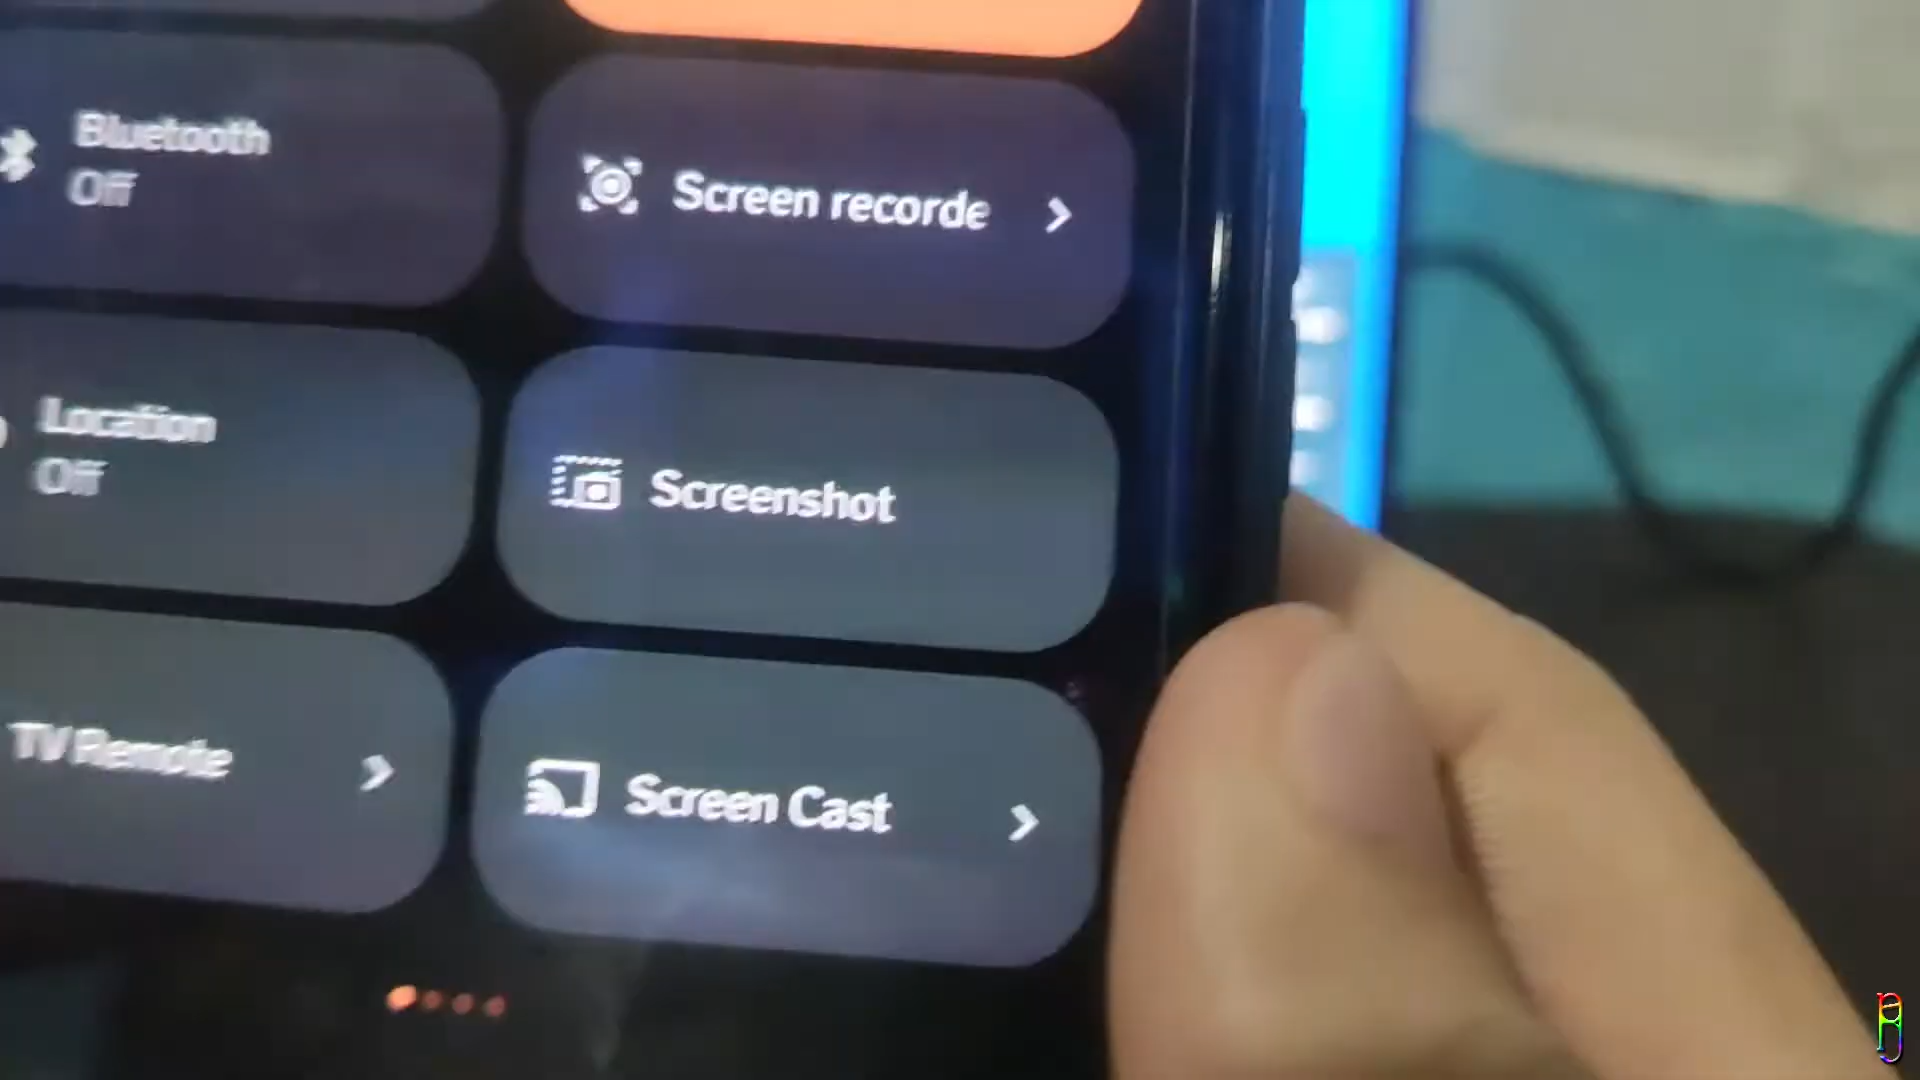 Bluetooth
Off
Screen recorde
Location
Off
Screenshot
TV Remote
Screen Cast